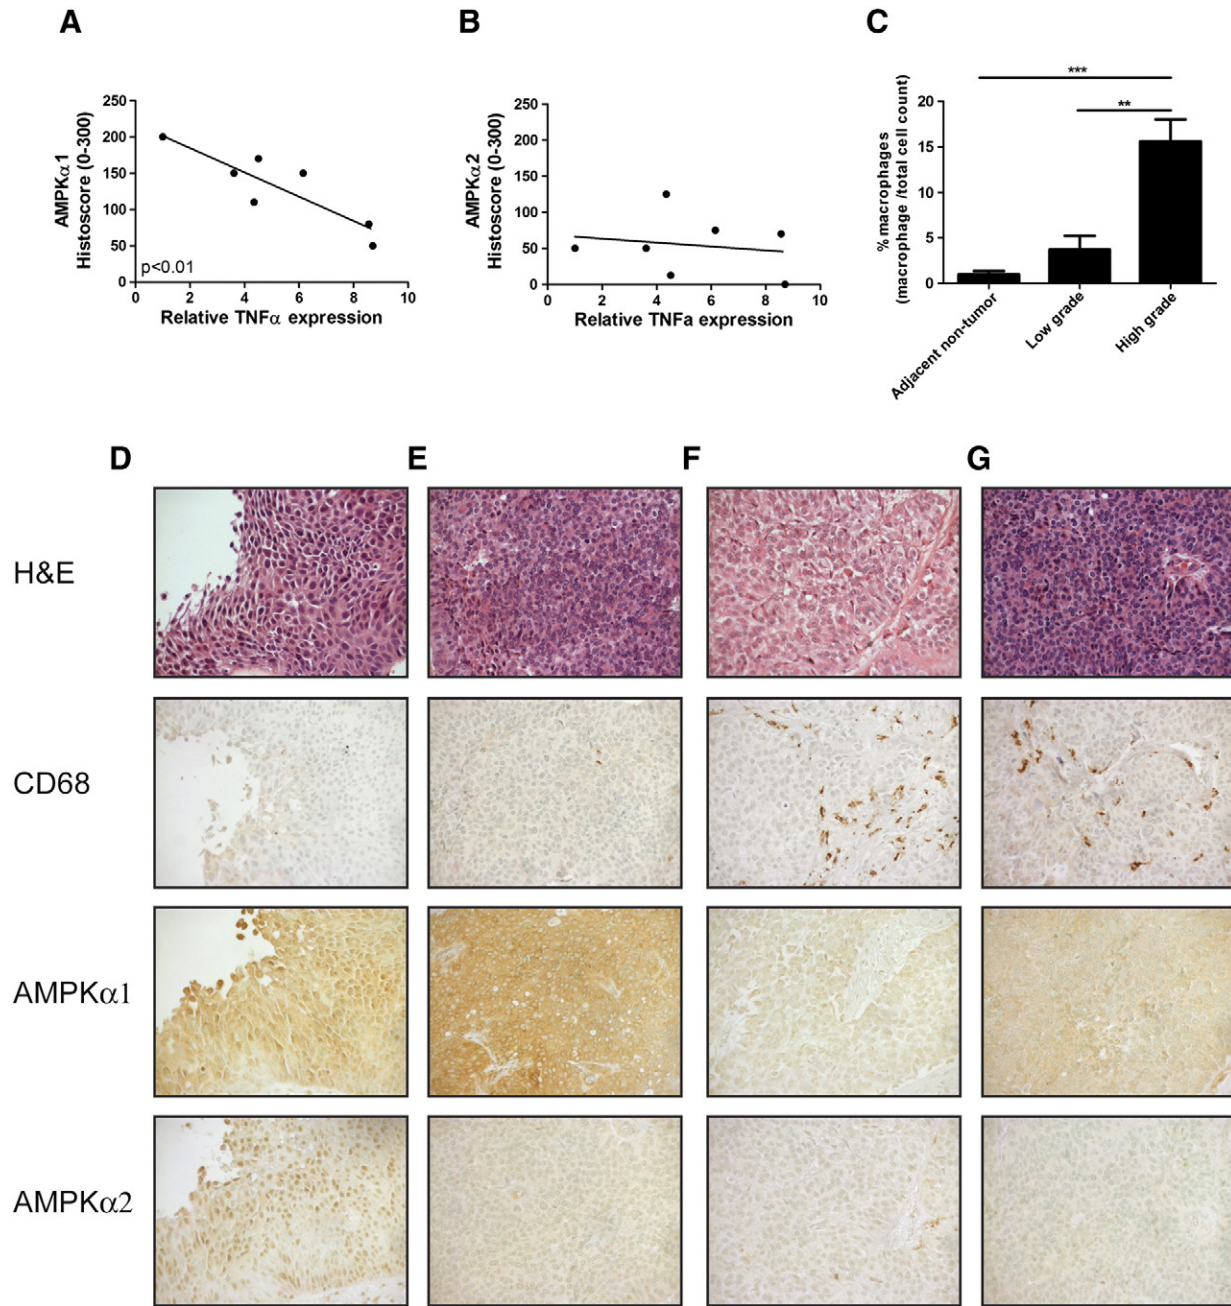 A
B
C
AMPKα1
Histoscore (0-300)
250
200
150
100
50
0
p<0.01
0 2 4 6 8 10
Relative TNFα expression
AMPKα2
Histoscore (0-300)
250
200
150
100
50
0
0 2 4 6 8 10
Relative TNFa expression
% macrophages
(macrophage /total cell count)
20
15
10
5
0
***
**
Adjacent non-tumor
Low grade
High grade
D E F G
H&E
CD68
AMPKα1
AMPKα2